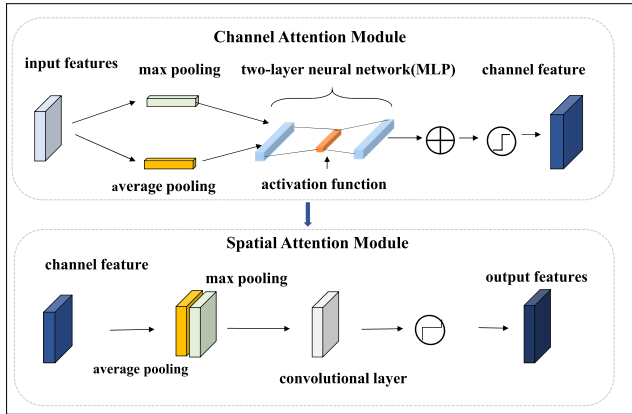 Channel Attention Module
input features
max pooling
two-layer neural network(MLP)
channel feature
average pooling
activation function
Spatial Attention Module
channel feature
max pooling
output features
average pooling
convolutional layer